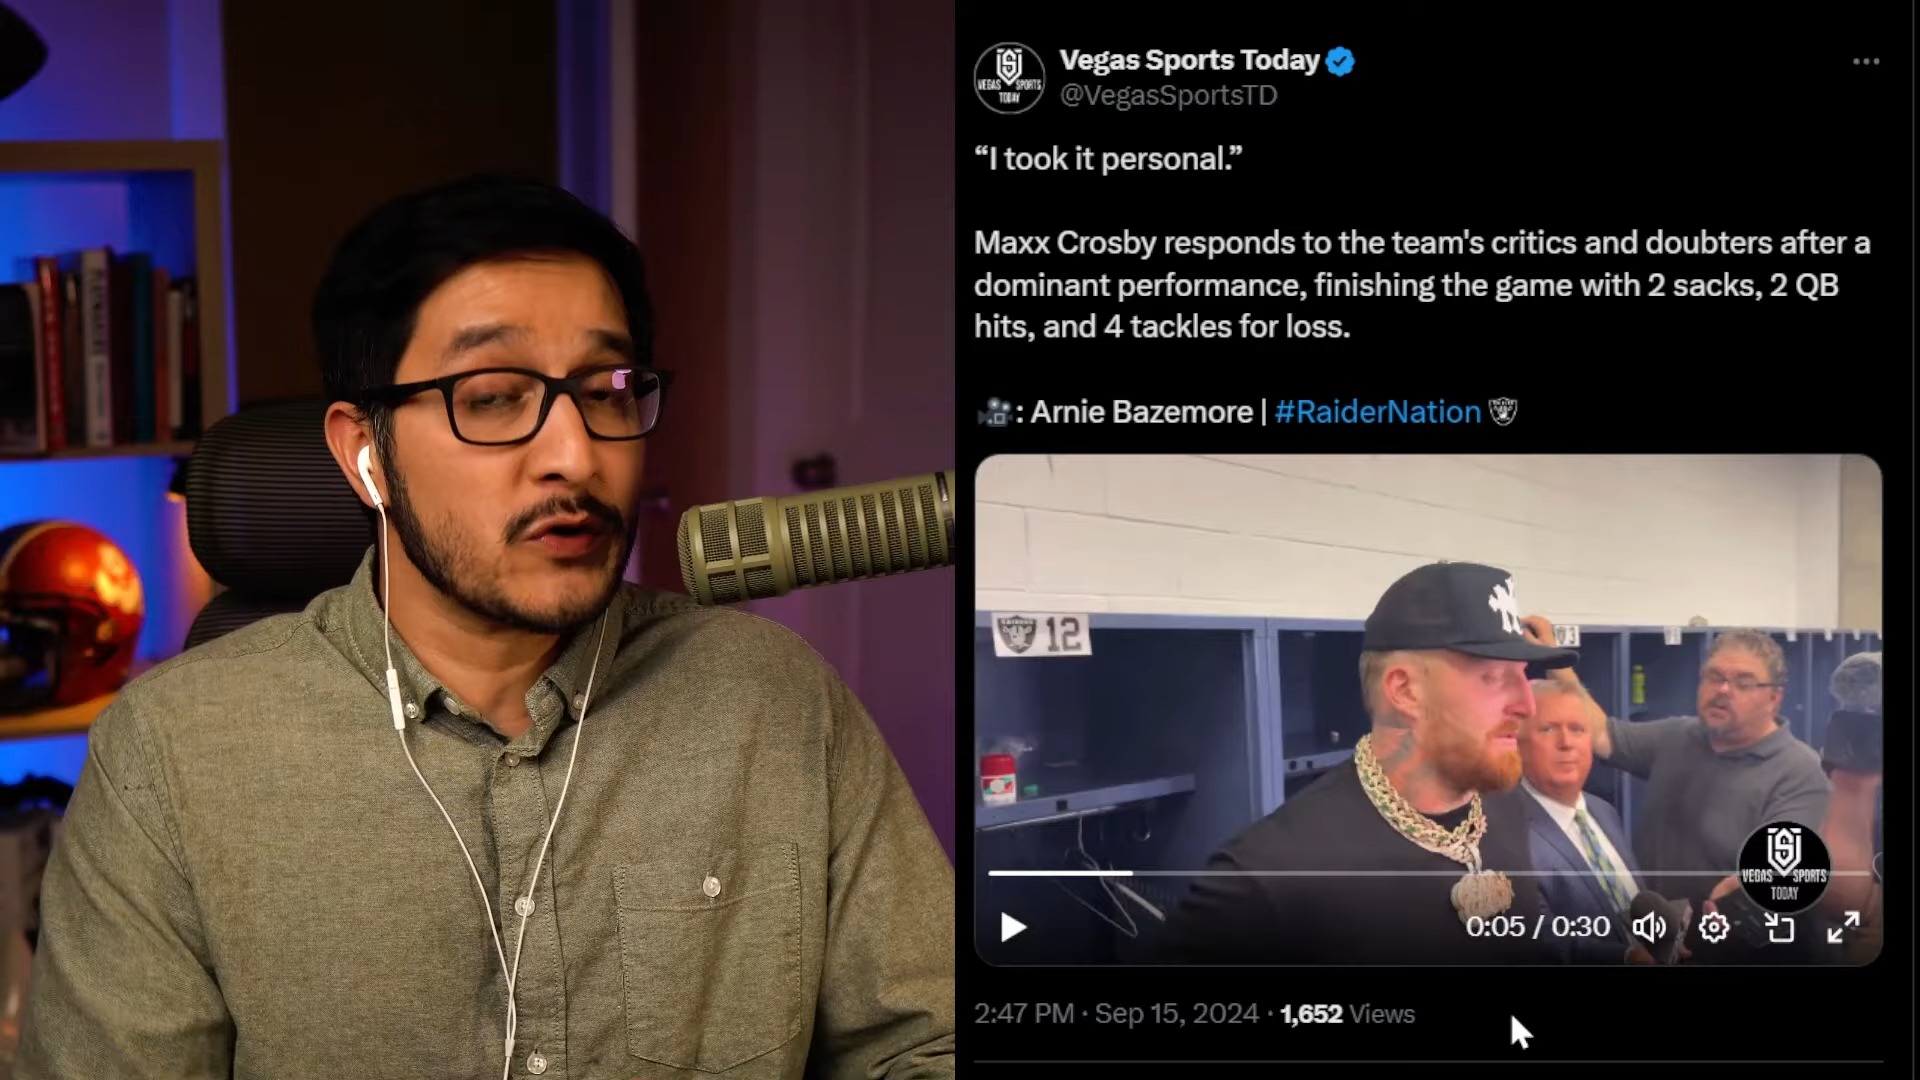 Vegas Sports Today
@VegasSportsTD
“I took it personal.”
Maxx Crosby responds to the team's critics and doubters after a
dominant performance, finishing the game with 2 sacks, 2 QB
hits, and 4 tackles for loss.
: Arnie Bazemore | #RaiderNation
RAIDERS 12
VEGAS SPORTS
TODAY
0:05 / 0:30
2:47 PM · Sep 15, 2024 · 1,652 Views